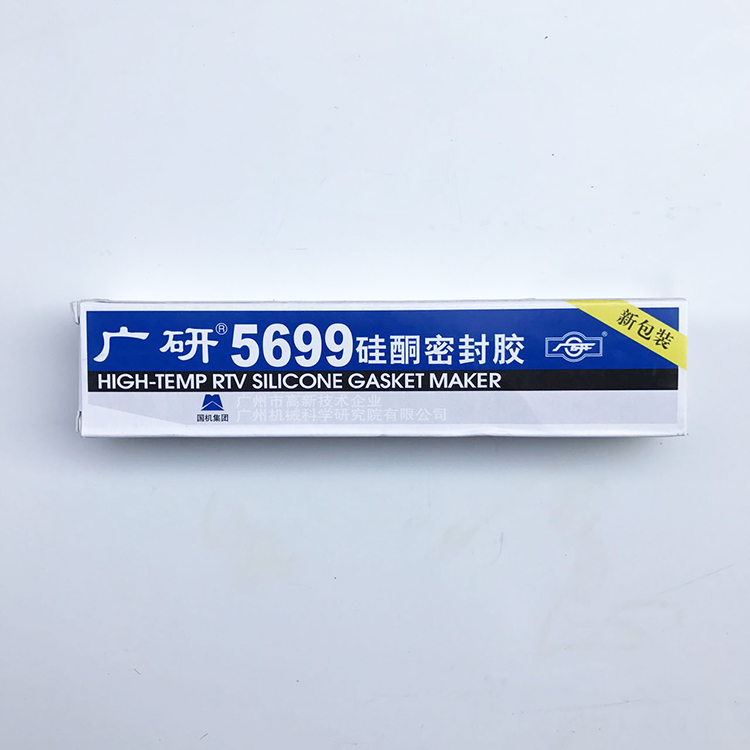 广研®5699硅酮密封胶
新包装
HIGH-TEMP RTV SILICONE GASKET MAKER
国机集团
广州市高新技术企业
广州机械科学研究院有限公司